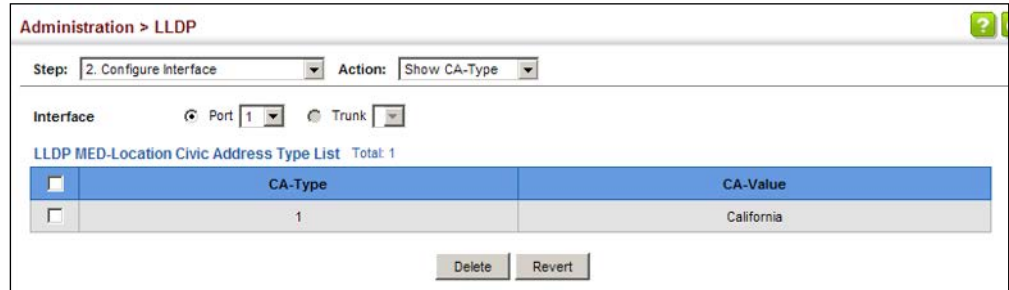 Administration > LLDP
?
Step: 2. Configure Interface Action: Show CA-Type
Interface Port 1 Trunk
LLDP MED-Location Civic Address Type List Total: 1
CA-Type CA-Value
1 California
Delete Revert